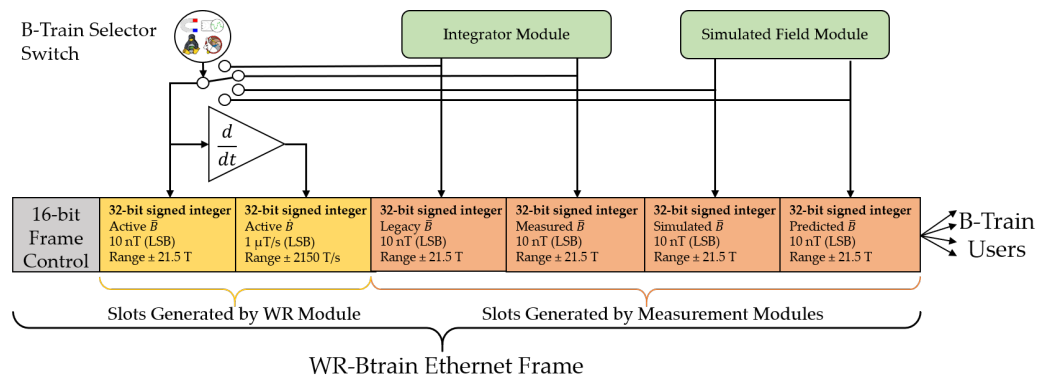 B-Train Selector
Switch
Integrator Module
Simulated Field Module
d
dt
16-bit
Frame
Control
32-bit signed integer
Active B̄
10 nT (LSB)
Range ± 21.5 T
32-bit signed integer
Active Ḃ
1 µT/s (LSB)
Range ± 2150 T/s
32-bit signed integer
Legacy B̄
10 nT (LSB)
Range ± 21.5 T
32-bit signed integer
Measured B̄
10 nT (LSB)
Range ± 21.5 T
32-bit signed integer
Simulated B̄
10 nT (LSB)
Range ± 21.5 T
32-bit signed integer
Predicted B̄
10 nT (LSB)
Range ± 21.5 T
B-Train
Users
Slots Generated by WR Module
Slots Generated by Measurement Modules
WR-Btrain Ethernet Frame